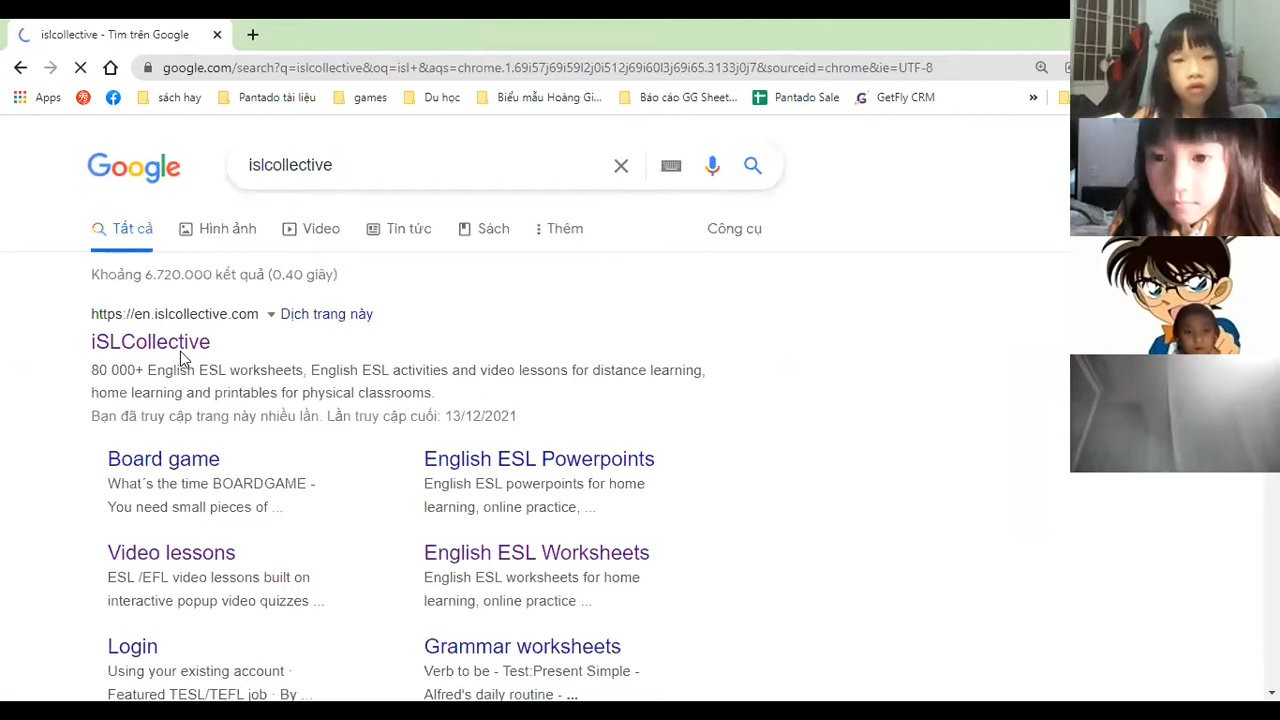 islcollective - Tìm trên Google
google.com/search?q=islcollective&oq=isl+&aqs=chrome.1.69i57j69i59l2j0i512j69i60l3j69i65.3133j0j7&sourceid=chrome&ie=UTF-8
Apps sách hay Pantado tài liệu games Du học Biểu mẫu Hoàng Gi... Báo cáo GG Sheet... Pantado Sale GetFly CRM »
Google islcollective
Tất cả Hình ảnh Video Tin tức Sách Thêm Công cụ
Khoảng 6.720.000 kết quả (0,40 giây)
https://en.islcollective.com Dịch trang này
iSLCollective
80 000+ English ESL worksheets, English ESL activities and video lessons for distance learning,
home learning and printables for physical classrooms.
Bạn đã truy cập trang này nhiều lần. Lần truy cập cuối: 13/12/2021
Board game
What´s the time BOARDGAME -
You need small pieces of ...
English ESL Powerpoints
English ESL powerpoints for home
learning, online practice, ...
Video lessons
ESL /EFL video lessons built on
interactive popup video quizzes ...
English ESL Worksheets
English ESL worksheets for home
learning, online practice ...
Login
Using your existing account ·
Featured TESL/TEFL job · By ...
Grammar worksheets
Verb to be - Test:Present Simple -
Alfred's daily routine - ...